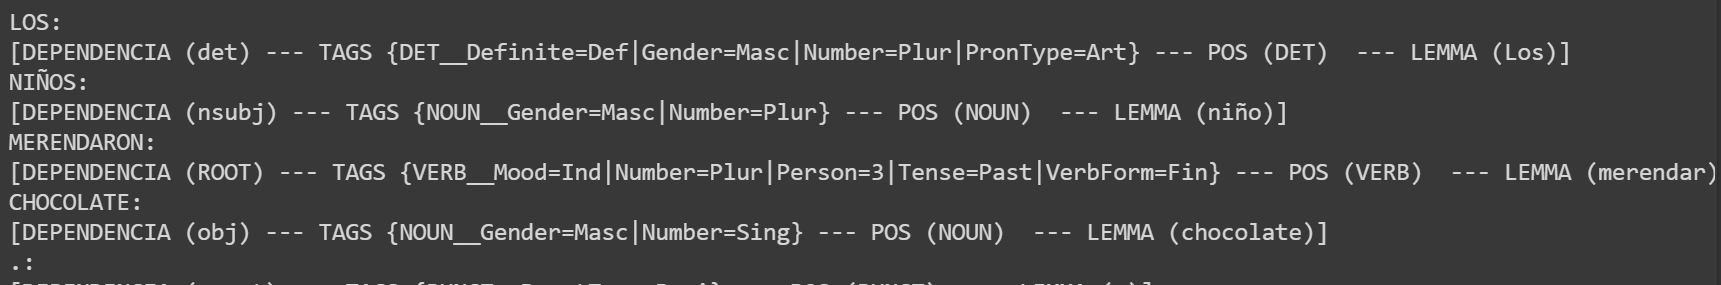 LOS:
[DEPENDENCIA (det) --- TAGS {DET__Definite=Def|Gender=Masc|Number=Plur|PronType=Art} --- POS (DET)  --- LEMMA (Los)]
NIÑOS:
[DEPENDENCIA (nsubj) --- TAGS {NOUN__Gender=Masc|Number=Plur} --- POS (NOUN)  --- LEMMA (niño)]
MERENDARON:
[DEPENDENCIA (ROOT) --- TAGS {VERB__Mood=Ind|Number=Plur|Person=3|Tense=Past|VerbForm=Fin} --- POS (VERB)  --- LEMMA (merendar)
CHOCOLATE:
[DEPENDENCIA (obj) --- TAGS {NOUN__Gender=Masc|Number=Sing} --- POS (NOUN)  --- LEMMA (chocolate)]
.: